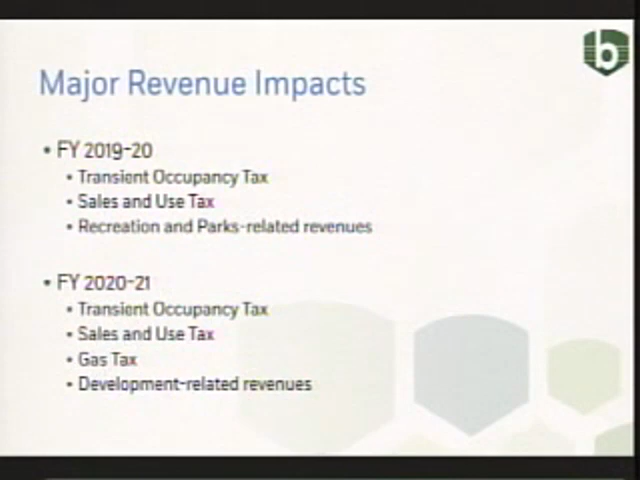 b
Major Revenue Impacts
• FY 2019-20
• Transient Occupancy Tax
• Sales and Use Tax
• Recreation and Parks-related revenues
• FY 2020-21
• Transient Occupancy Tax
• Sales and Use Tax
• Gas Tax
• Development-related revenues